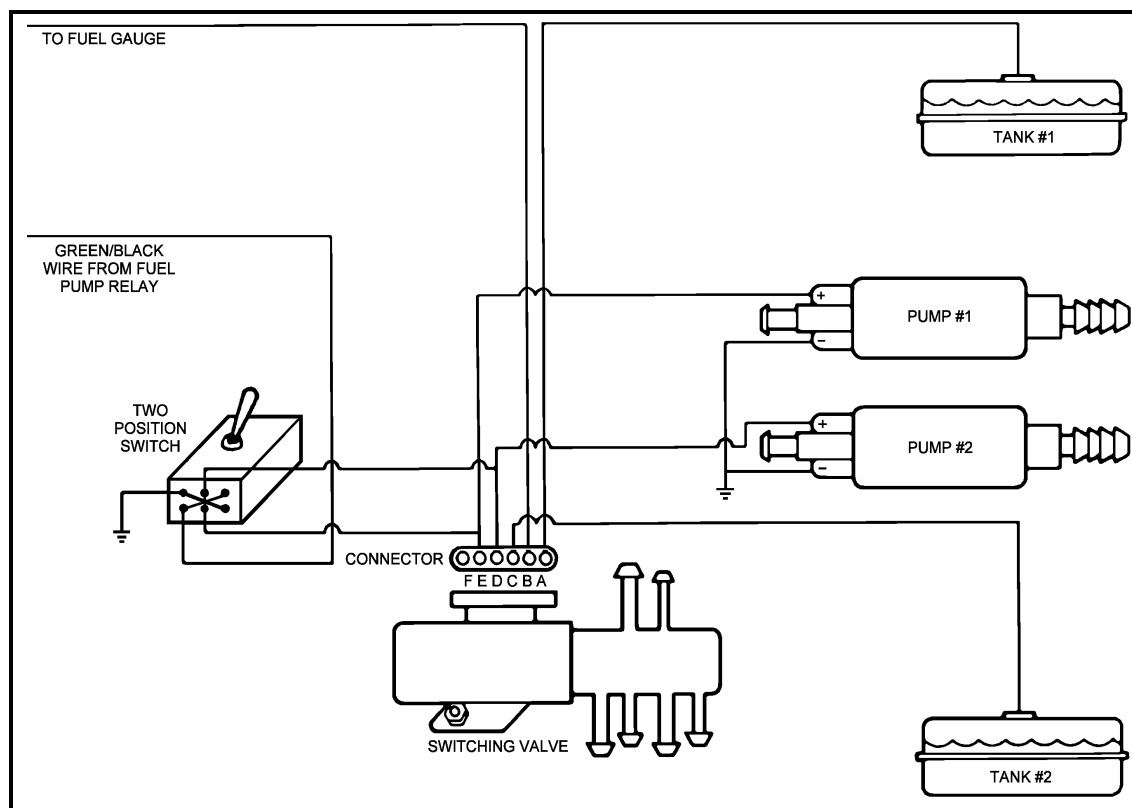 TO FUEL GAUGE
TANK #1
GREEN/BLACK
WIRE FROM FUEL
PUMP RELAY
+
PUMP #1
−
TWO
POSITION
SWITCH
+
PUMP #2
−
CONNECTOR
F E D C B A
SWITCHING VALVE
TANK #2